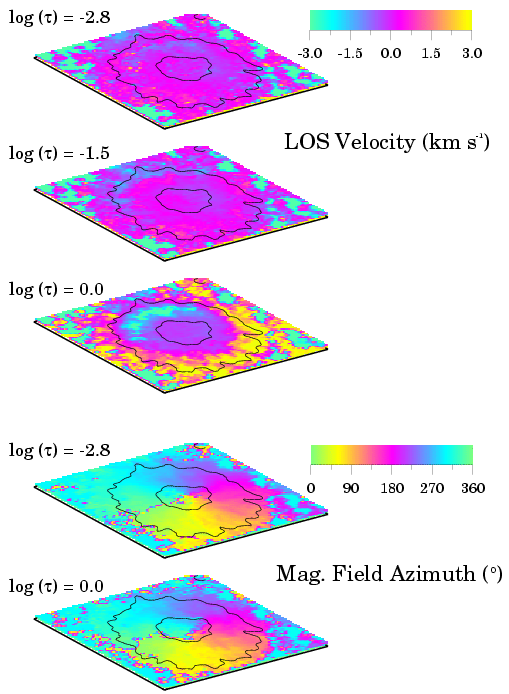 log (τ) = -2.8
-3.0 -1.5 0.0 1.5 3.0
LOS Velocity (km s⁻¹)
log (τ) = -1.5
log (τ) = 0.0
log (τ) = -2.8
0 90 180 270 360
Mag. Field Azimuth (°)
log (τ) = 0.0